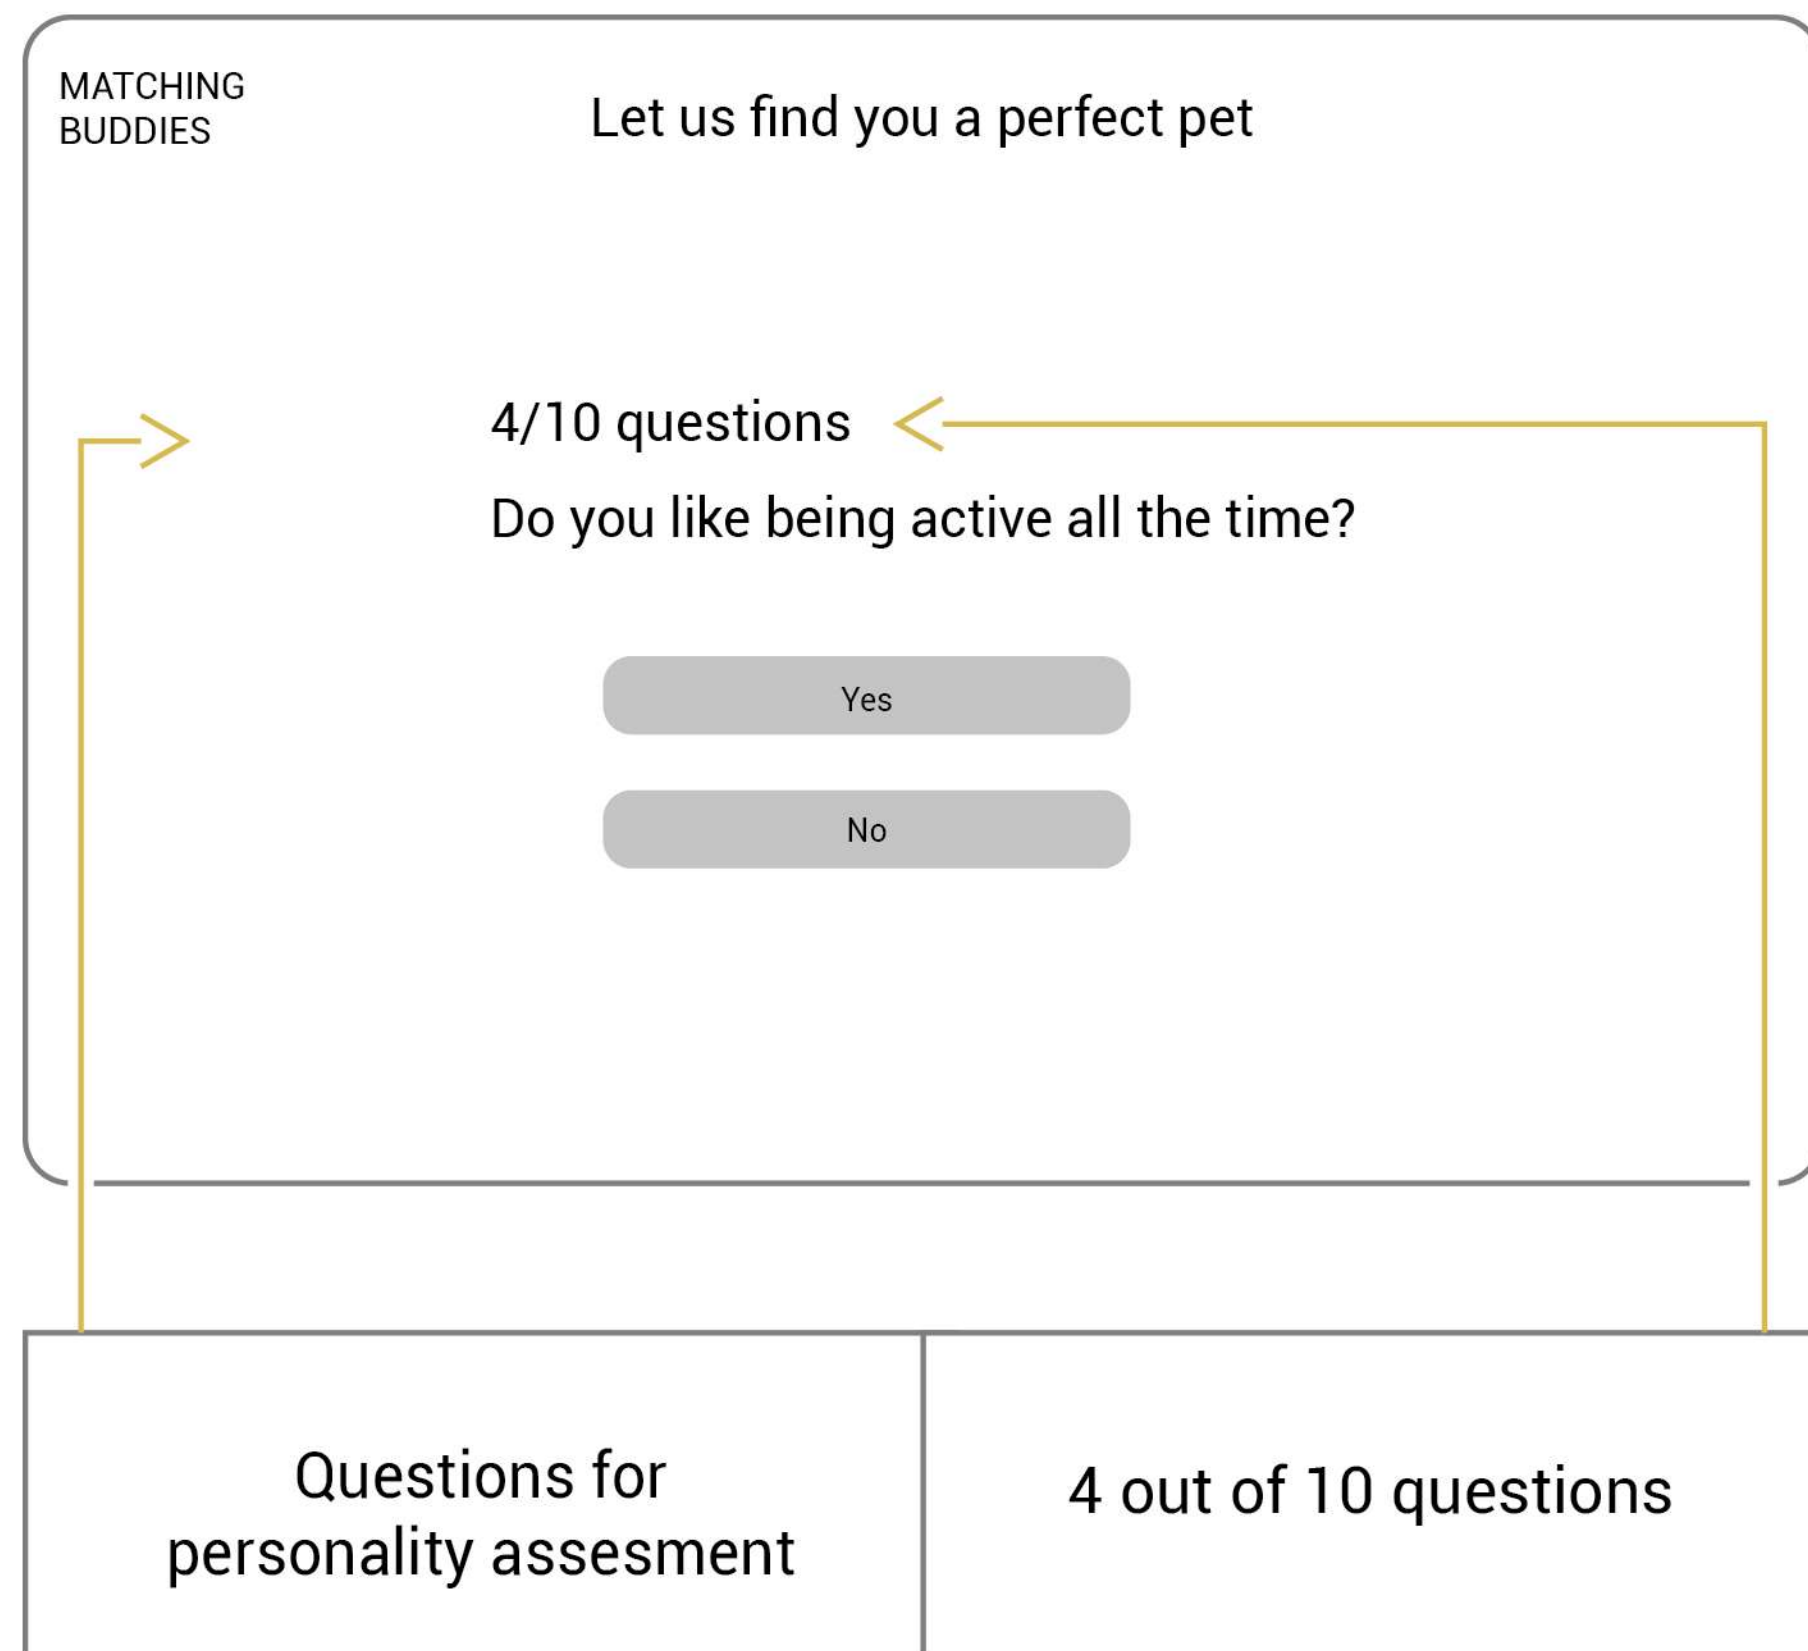 MATCHING
BUDDIES
Let us find you a perfect pet
4/10 questions
Do you like being active all the time?
Yes
No
Questions for
personality assesment
4 out of 10 questions